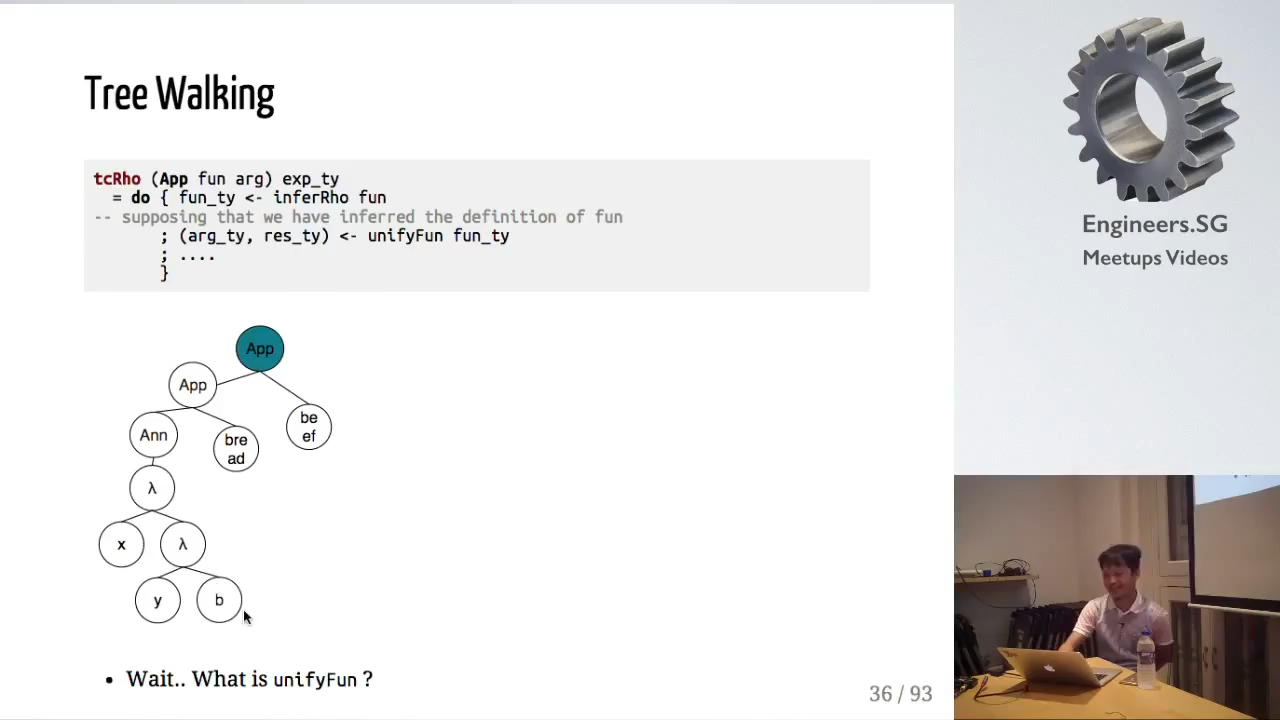 Tree Walking
tcRho (App fun arg) exp_ty
= do { fun_ty <- inferRho fun
-- supposing that we have inferred the definition of fun
; (arg_ty, res_ty) <- unifyFun fun_ty
; ....
}
App
App
be
ef
Ann
bre
ad
λ
x
λ
y
b
• Wait.. What is unifyFun ?
36 / 93
Engineers.SG
Meetups Videos